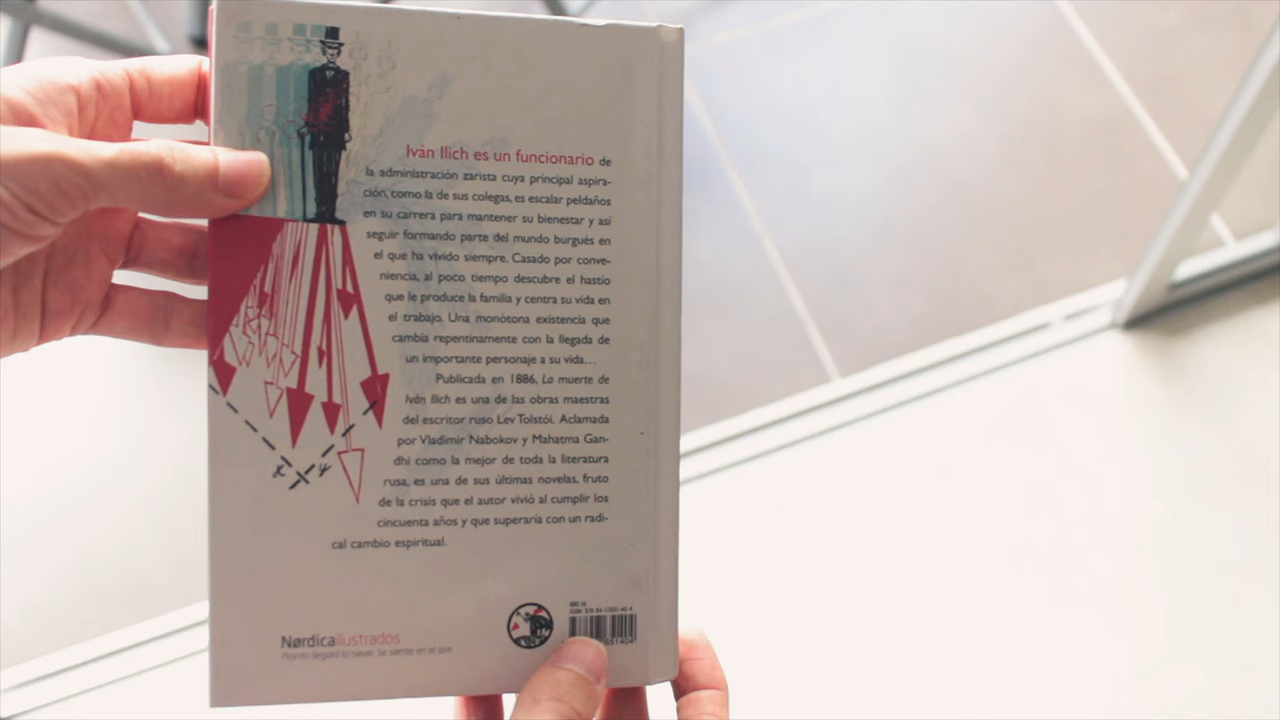 Iván Ilich es un funcionario de
la administración zarista cuya principal aspira-
ción, como la de sus colegas, es escalar peldaños
en su carrera para mantener su bienestar y así
seguir formando parte del mundo burgués en
el que ha vivido siempre. Casado por conve-
niencia, al poco tiempo descubre el hastío
que le produce la familia y centra su vida en
el trabajo. Una monótona existencia que
cambia repentinamente con la llegada de
un importante personaje a su vida…
Publicada en 1886, La muerte de
Iván Ilich es una de las obras maestras
del escritor ruso Lev Tolstói. Aclamada
por Vladimir Nabokov y Mahatma Gan-
dhi como la mejor de toda la literatura
rusa, es una de sus últimas novelas, fruto
de la crisis que el autor vivió al cumplir los
cincuenta años y que superaría con un radi-
cal cambio espiritual.
Nørdicailustrados
Pronto llegará la nieve. Se siente en el aire